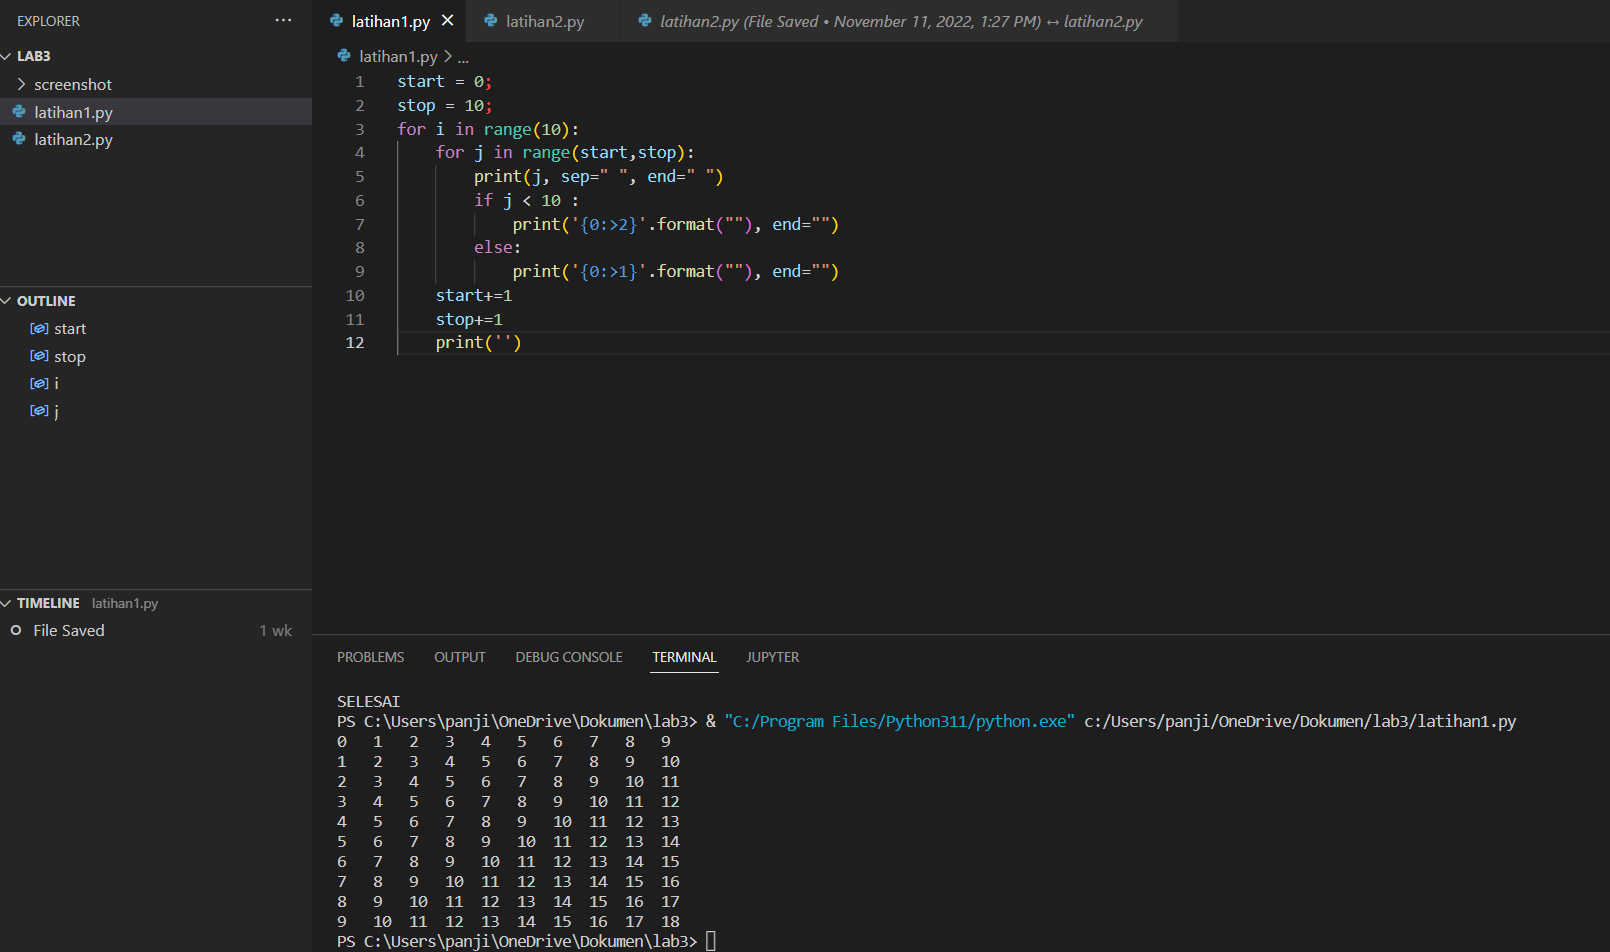 EXPLORER ···
LAB3
screenshot
latihan1.py
latihan2.py
OUTLINE
start
stop
i
j
TIMELINE latihan1.py
File Saved 1 wk
latihan1.py latihan2.py latihan2.py (File Saved • November 11, 2022, 1:27 PM) ↔ latihan2.py
latihan1.py > ...
1 start = 0;
2 stop = 10;
3 for i in range(10):
4     for j in range(start,stop):
5         print(j, sep=" ", end=" ")
6         if j < 10 :
7             print('{0:>2}'.format(""), end="")
8         else:
9             print('{0:>1}'.format(""), end="")
10     start+=1
11     stop+=1
12     print('')
PROBLEMS OUTPUT DEBUG CONSOLE TERMINAL JUPYTER
SELESAI
PS C:\Users\panji\OneDrive\Dokumen\lab3> & "C:/Program Files/Python311/python.exe" c:/Users/panji/OneDrive/Dokumen/lab3/latihan1.py
0   1   2   3   4   5   6   7   8   9
1   2   3   4   5   6   7   8   9   10
2   3   4   5   6   7   8   9   10  11
3   4   5   6   7   8   9   10  11  12
4   5   6   7   8   9   10  11  12  13
5   6   7   8   9   10  11  12  13  14
6   7   8   9   10  11  12  13  14  15
7   8   9   10  11  12  13  14  15  16
8   9   10  11  12  13  14  15  16  17
9   10  11  12  13  14  15  16  17  18
PS C:\Users\panji\OneDrive\Dokumen\lab3>